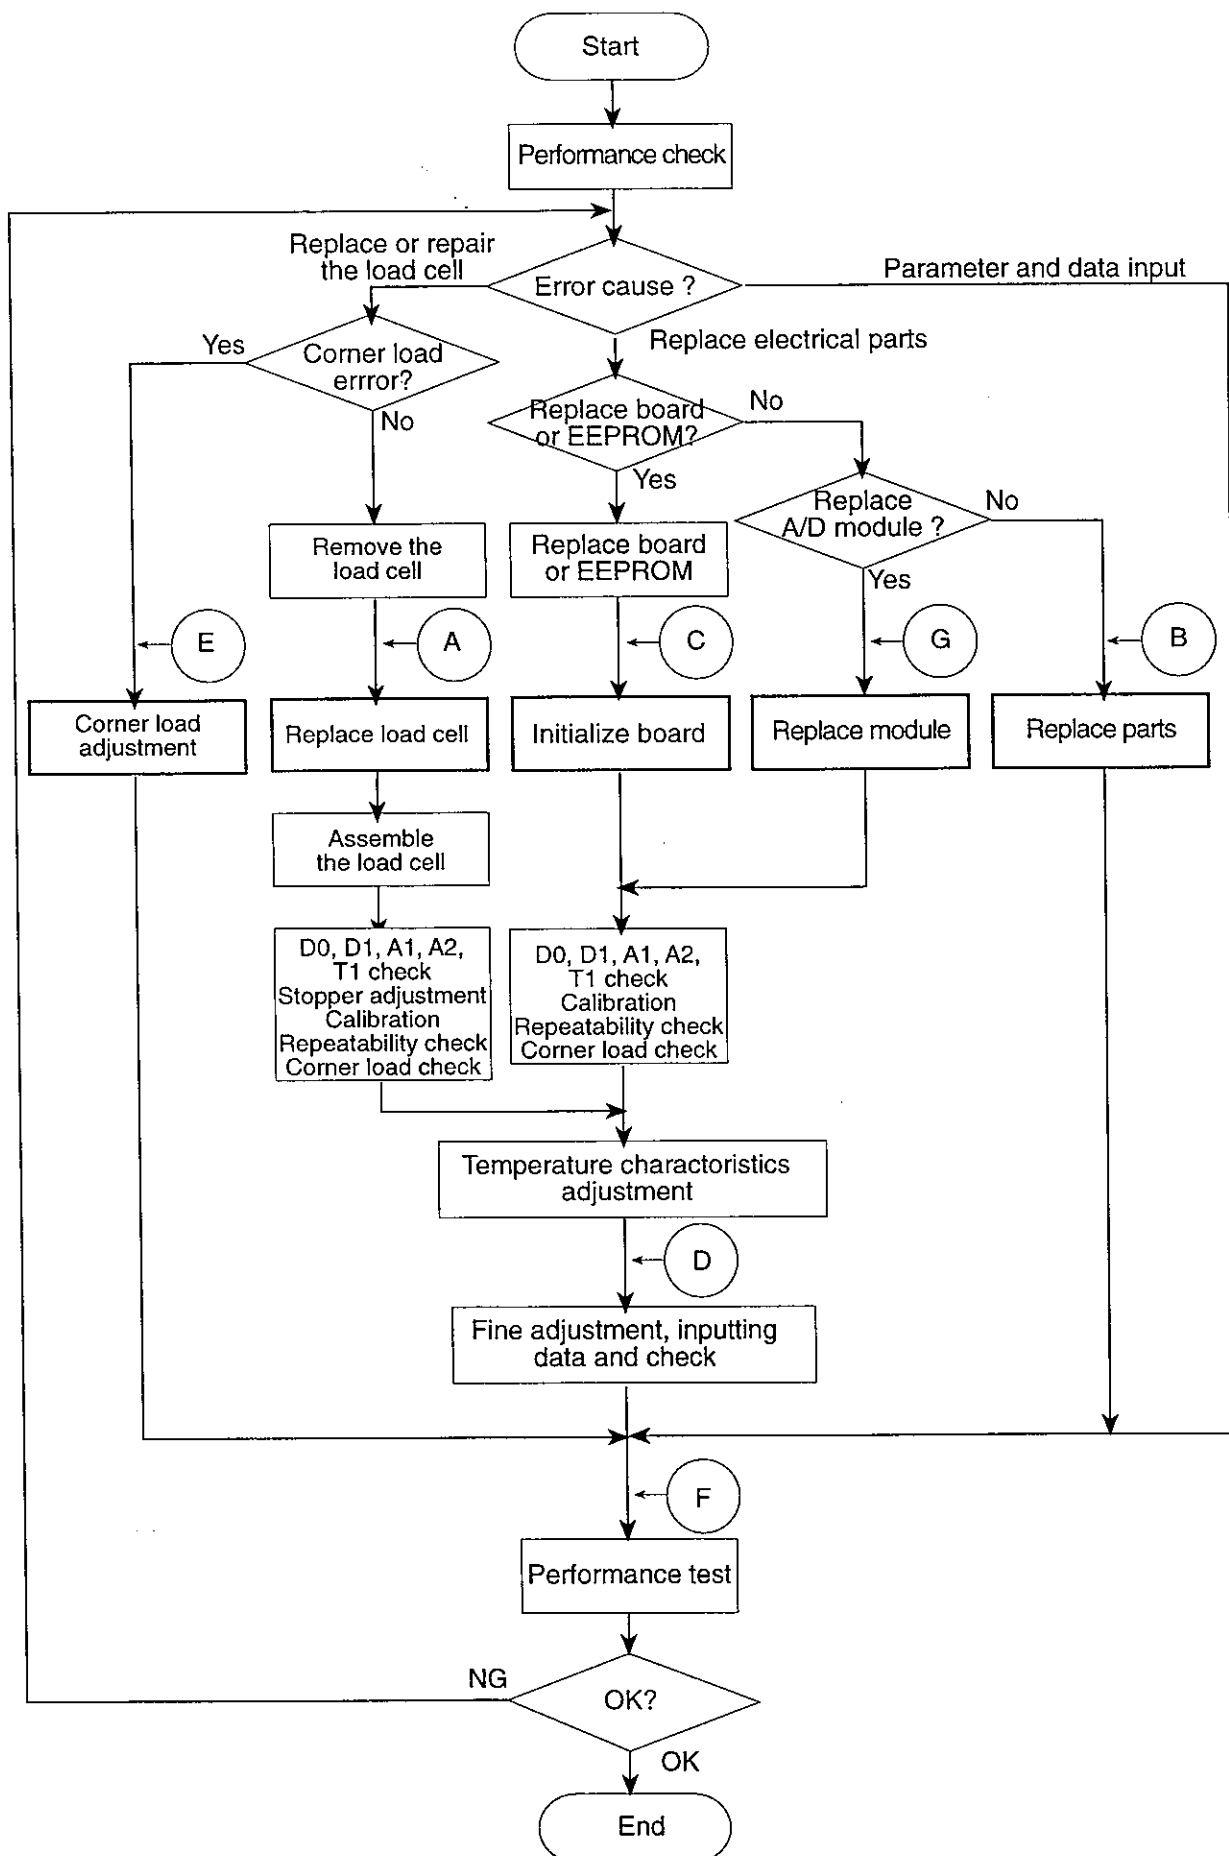 Start
Performance check
Replace or repair
the load cell
Error cause ?
Parameter and data input
Yes
Corner load
errror?
No
Replace electrical parts
Replace board
or EEPROM?
No
Yes
Replace
A/D module ?
No
Yes
Remove the
load cell
Replace board
or EEPROM
E
A
C
G
B
Corner load
adjustment
Replace load cell
Initialize board
Replace module
Replace parts
Assemble
the load cell
D0, D1, A1, A2,
T1 check
Stopper adjustment
Calibration
Repeatability check
Corner load check
D0, D1, A1, A2,
T1 check
Calibration
Repeatability check
Corner load check
Temperature charactoristics
adjustment
D
Fine adjustment, inputting
data and check
F
Performance test
NG
OK?
OK
End